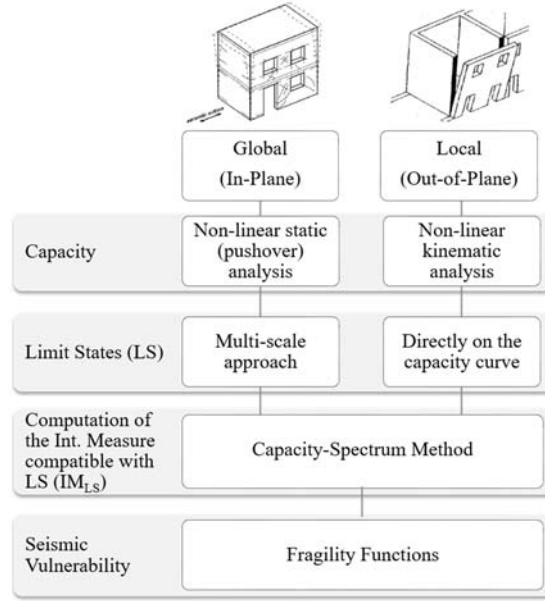 Global
(In-Plane)
Local
(Out-of-Plane)
Capacity
Non-linear static
(pushover)
analysis
Non-linear
kinematic
analysis
Limit States (LS)
Multi-scale
approach
Directly on the
capacity curve
Computation of
the Int. Measure
compatible with
LS (IM_LS)
Capacity-Spectrum Method
Seismic
Vulnerability
Fragility Functions